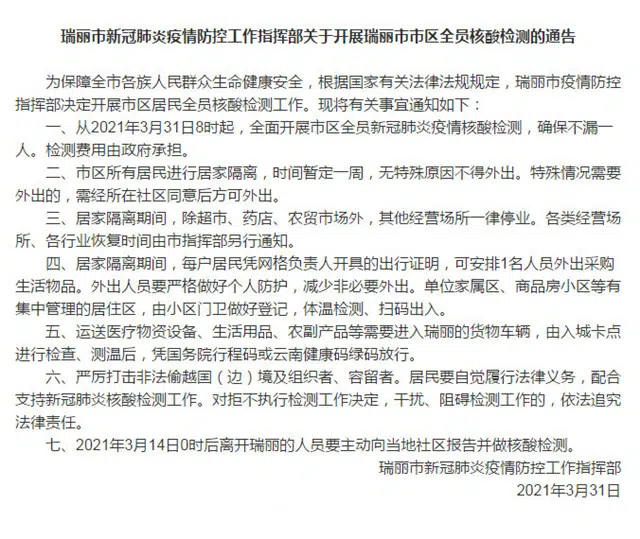 瑞丽市新冠肺炎疫情防控工作指挥部关于开展瑞丽市市区全员核酸检测的通告
为保障全市各族人民群众生命健康安全，根据国家有关法律法规规定，瑞丽市疫情防控
指挥部决定开展市区居民全员核酸检测工作。现将有关事宜通知如下：
一、从2021年3月31日8时起，全面开展市区全员新冠肺炎疫情核酸检测，确保不漏一
人。检测费用由政府承担。
二、市区所有居民进行居家隔离，时间暂定一周，无特殊原因不得外出。特殊情况需要
外出的，需经所在社区同意后方可外出。
三、居家隔离期间，除超市、药店、农贸市场外，其他经营场所一律停业。各类经营场
所、各行业恢复时间由市指挥部另行通知。
四、居家隔离期间，每户居民凭网格负责人开具的出行证明，可安排1名人员外出采购
生活物品。外出人员要严格做好个人防护，减少非必要外出。单位家属区、商品房小区等有
集中管理的居住区，由小区门卫做好登记，体温检测、扫码出入。
五、运送医疗物资设备、生活用品、农副产品等需要进入瑞丽的货物车辆，由入城卡点
进行检查、测温后，凭国务院行程码或云南健康码绿码放行。
六、严厉打击非法偷越国（边）境及组织者、容留者。居民要自觉履行法律义务，配合
支持新冠肺炎核酸检测工作。对拒不执行检测工作决定，干扰、阻碍检测工作的，依法追究
法律责任。
七、2021年3月14日0时后离开瑞丽的人员要主动向当地社区报告并做核酸检测。
瑞丽市新冠肺炎疫情防控工作指挥部
2021年3月31日